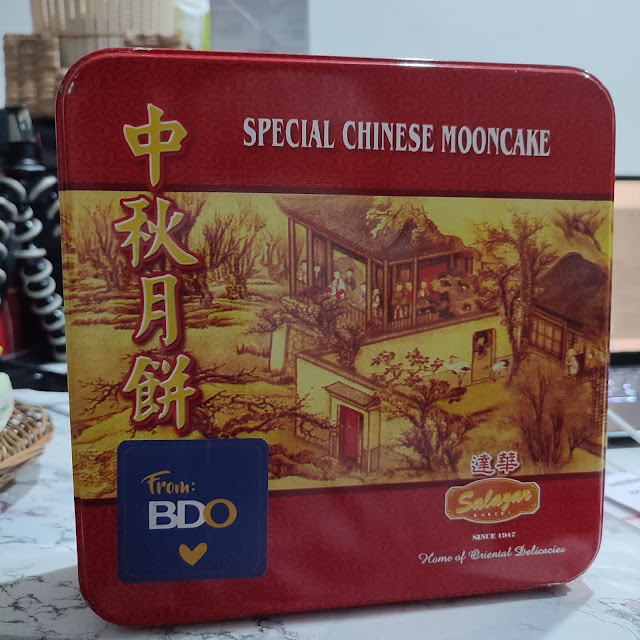 中秋月餅
SPECIAL CHINESE MOONCAKE
From:
BDO
達華
Salazar
BAKERY
SINCE 1947
Home of Oriental Delicacies